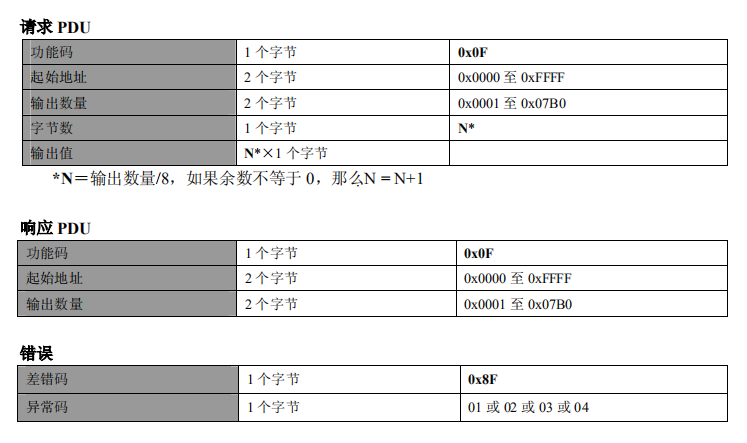 请求 PDU
功能码 1 个字节 0x0F
起始地址 2 个字节 0x0000 至 0xFFFF
输出数量 2 个字节 0x0001 至 0x07B0
字节数 1 个字节 N*
输出值 N*×1 个字节
*N＝输出数量/8，如果余数不等于 0，那么N = N+1
响应 PDU
功能码 1 个字节 0x0F
起始地址 2 个字节 0x0000 至 0xFFFF
输出数量 2 个字节 0x0001 至 0x07B0
错误
差错码 1 个字节 0x8F
异常码 1 个字节 01 或 02 或 03 或 04